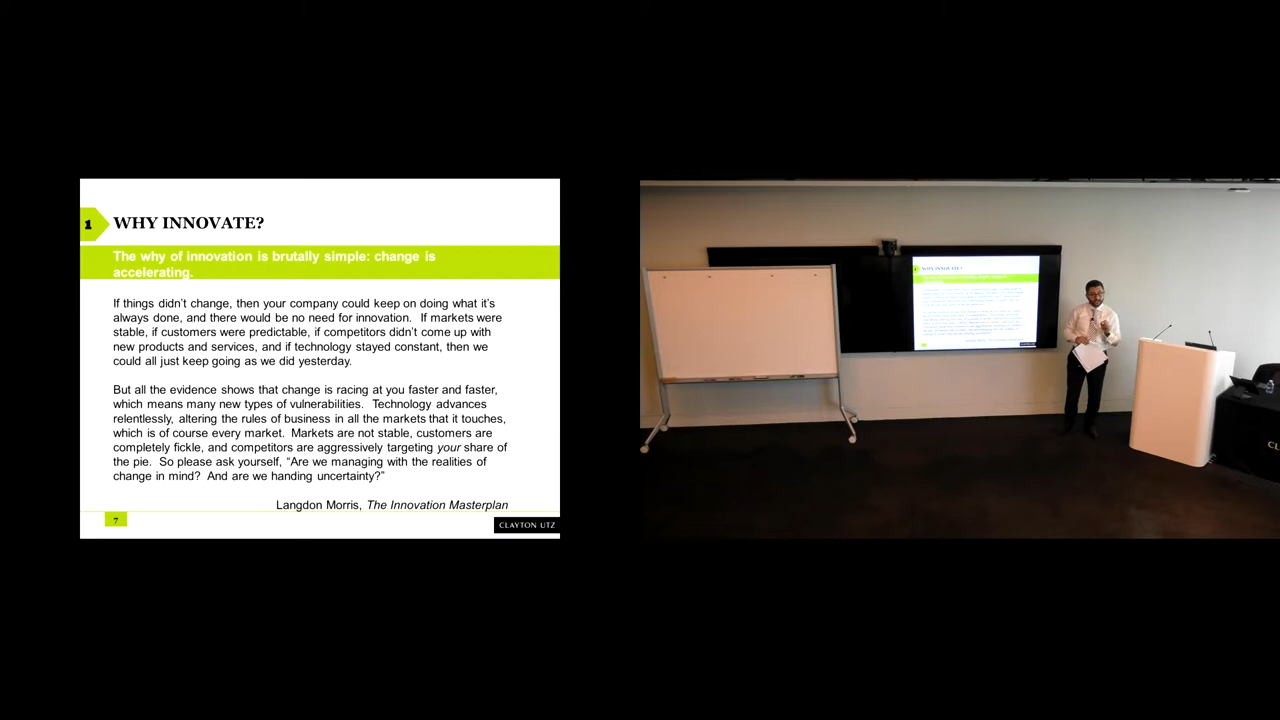 1
WHY INNOVATE?
The why of innovation is brutally simple: change is
accelerating.
If things didn't change, then your company could keep on doing what it's
always done, and there would be no need for innovation. If markets were
stable, if customers were predictable, if competitors didn't come up with
new products and services, and if technology stayed constant, then we
could all just keep going as we did yesterday.
But all the evidence shows that change is racing at you faster and faster,
which means many new types of vulnerabilities. Technology advances
relentlessly, altering the rules of business in all the markets that it touches,
which is of course every market. Markets are not stable, customers are
completely fickle, and competitors are aggressively targeting your share of
the pie. So please ask yourself, “Are we managing with the realities of
change in mind? And are we handing uncertainty?”
Langdon Morris, The Innovation Masterplan
7
CLAYTON UTZ
WHY INNOVATE?
CL